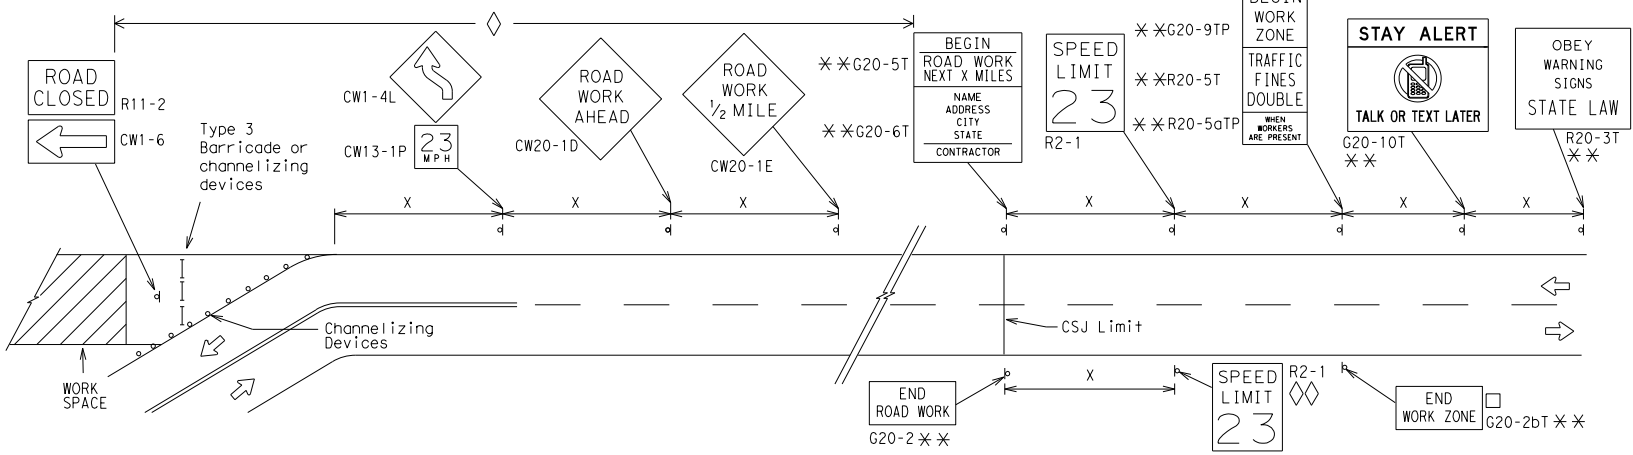 ROAD
CLOSED
R11-2
CW1-6
Type 3
Barricade or
channelizing
devices
CW1-4L
CW13-1P
23
MPH
ROAD
WORK
AHEAD
CW20-1D
ROAD
WORK
1/2 MILE
CW20-1E
**G20-5T
**G20-6T
BEGIN
ROAD WORK
NEXT X MILES
NAME
ADDRESS
CITY
STATE
CONTRACTOR
SPEED
LIMIT
23
R2-1
**G20-9TP
**R20-5T
**R20-5aTP
BEGIN
WORK
ZONE
TRAFFIC
FINES
DOUBLE
WHEN
WORKERS
ARE PRESENT
STAY ALERT
TALK OR TEXT LATER
G20-10T
**
OBEY
WARNING
SIGNS
STATE LAW
R20-3T
**
X
X
X
X
X
X
X
Channelizing
Devices
WORK
SPACE
CSJ Limit
X
END
ROAD WORK
G20-2**
SPEED
LIMIT
23
R2-1
END
WORK ZONE
G20-2bT**